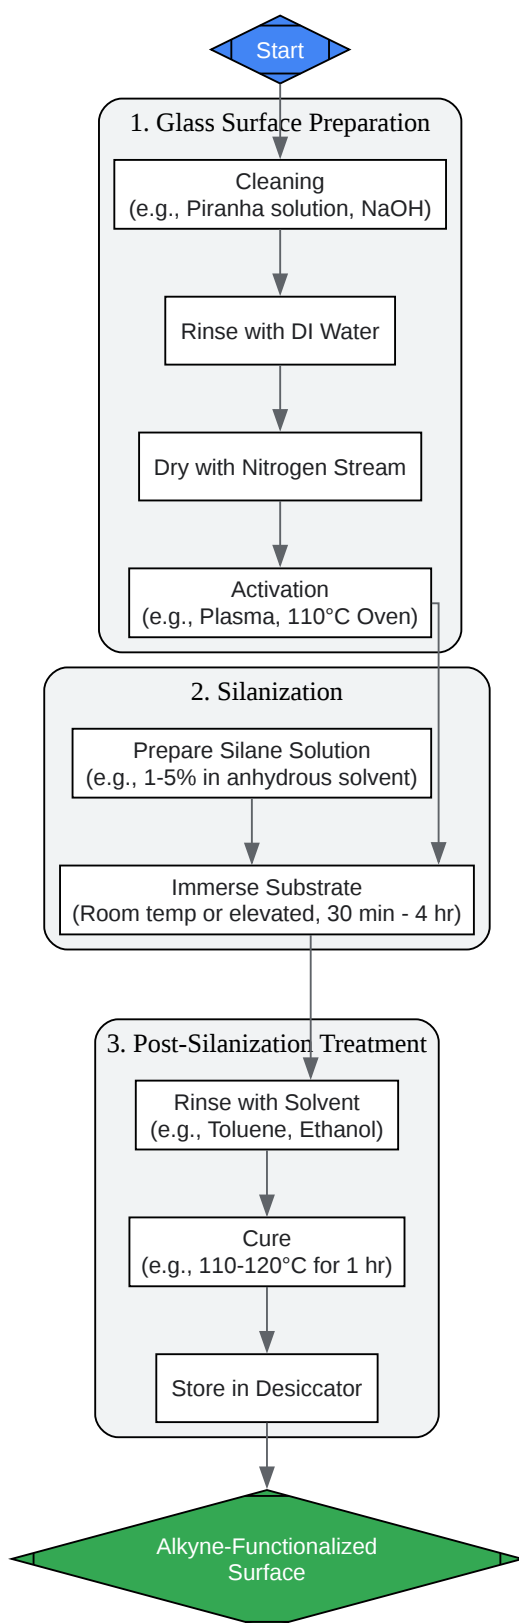 Start
1. Glass Surface Preparation
Cleaning
(e.g., Piranha solution, NaOH)
Rinse with DI Water
Dry with Nitrogen Stream
Activation
(e.g., Plasma, 110°C Oven)
2. Silanization
Prepare Silane Solution
(e.g., 1-5% in anhydrous solvent)
Immerse Substrate
(Room temp or elevated, 30 min - 4 hr)
3. Post-Silanization Treatment
Rinse with Solvent
(e.g., Toluene, Ethanol)
Cure
(e.g., 110-120°C for 1 hr)
Store in Desiccator
Alkyne-Functionalized
Surface